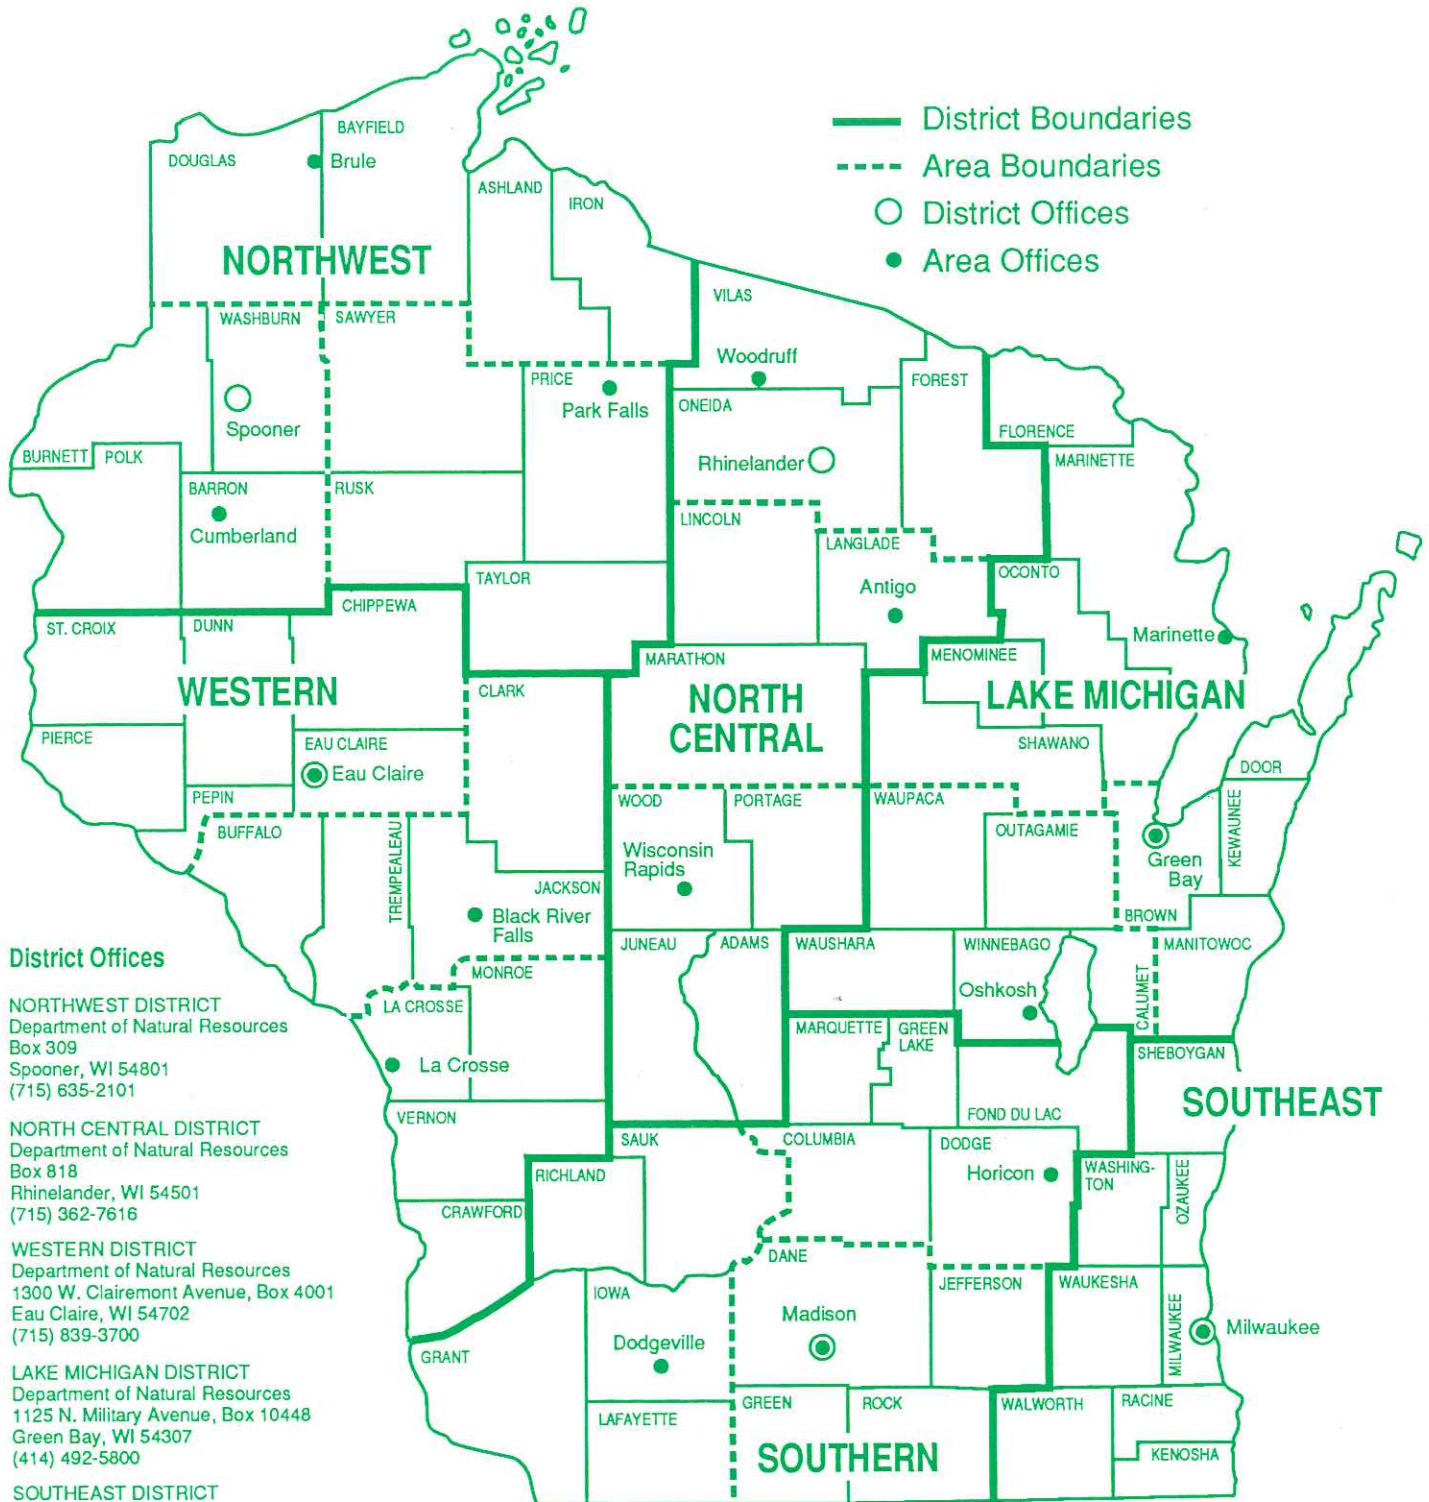 District Boundaries
Area Boundaries
District Offices
Area Offices
BAYFIELD
DOUGLAS
Brule
ASHLAND
IRON
NORTHWEST
VILAS
WASHBURN
SAWYER
Woodruff
PRICE
FOREST
Park Falls
ONEIDA
Spooner
FLORENCE
BURNETT
POLK
MARINETTE
Rhinelander
BARRON
RUSK
LINCOLN
Cumberland
LANGLADE
TAYLOR
OCONTO
CHIPPEWA
Antigo
ST. CROIX
DUNN
Marinette
MARATHON
MENOMINEE
WESTERN
CLARK
NORTH
CENTRAL
LAKE MICHIGAN
PIERCE
EAU CLAIRE
SHAWANO
Eau Claire
DOOR
PEPIN
WOOD
PORTAGE
WAUPACA
BUFFALO
OUTAGAMIE
KEWAUNEE
TREMPEALEAU
Wisconsin
Rapids
Green
Bay
JACKSON
Black River
Falls
BROWN
JUNEAU
ADAMS
WAUSHARA
WINNEBAGO
MANITOWOC
MONROE
Oshkosh
CALUMET
LA CROSSE
MARQUETTE
GREEN
LAKE
SHEBOYGAN
La Crosse
SOUTHEAST
VERNON
FOND DU LAC
SAUK
COLUMBIA
DODGE
RICHLAND
Horicon
WASHING-
TON
OZAUKEE
CRAWFORD
DANE
IOWA
JEFFERSON
WAUKESHA
Madison
MILWAUKEE
Milwaukee
Dodgeville
GRANT
GREEN
ROCK
WALWORTH
RACINE
LAFAYETTE
SOUTHERN
KENOSHA
District Offices
NORTHWEST DISTRICT
Department of Natural Resources
Box 309
Spooner, WI 54801
(715) 635-2101
NORTH CENTRAL DISTRICT
Department of Natural Resources
Box 818
Rhinelander, WI 54501
(715) 362-7616
WESTERN DISTRICT
Department of Natural Resources
1300 W. Clairemont Avenue, Box 4001
Eau Claire, WI 54702
(715) 839-3700
LAKE MICHIGAN DISTRICT
Department of Natural Resources
1125 N. Military Avenue, Box 10448
Green Bay, WI 54307
(414) 492-5800
SOUTHEAST DISTRICT